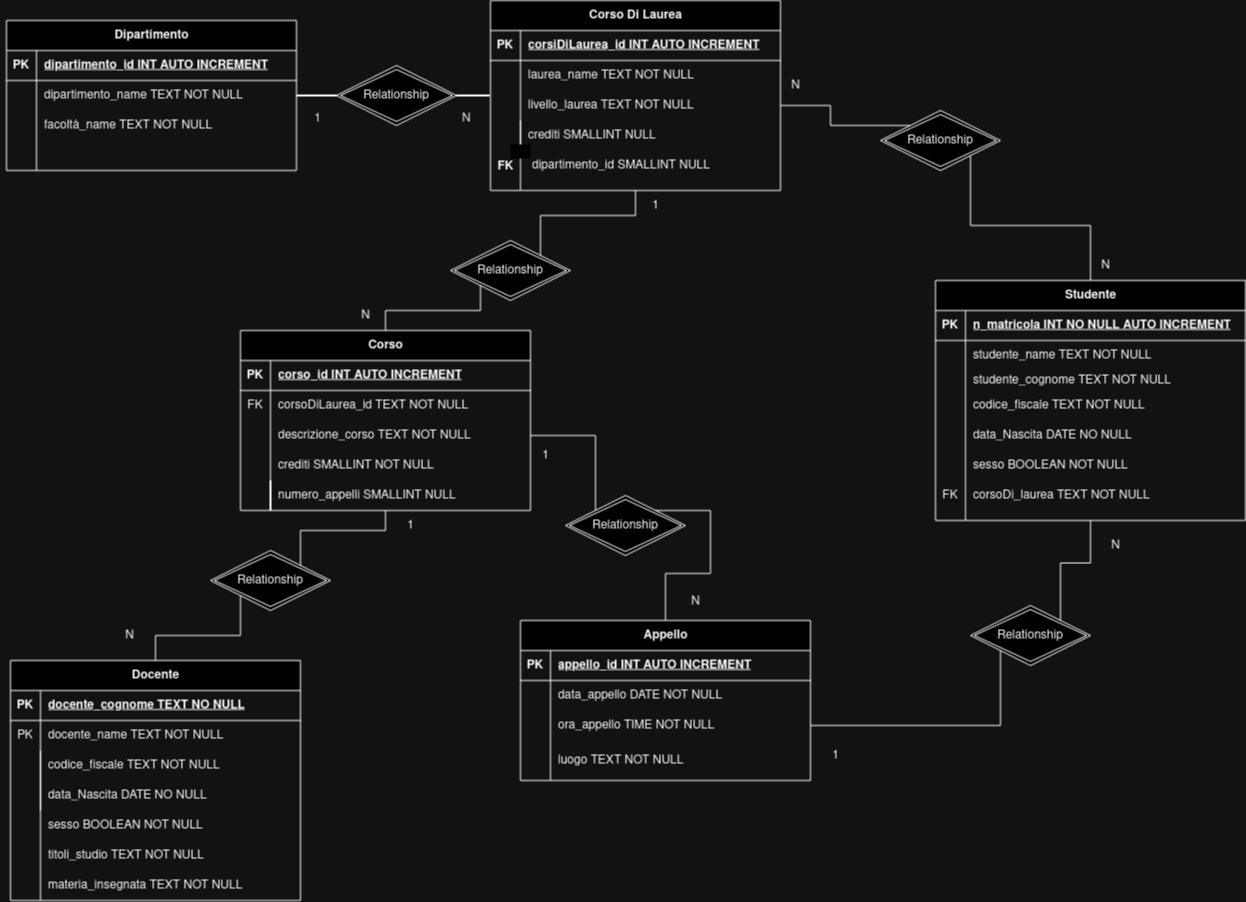 Dipartimento
PK dipartimento_id INT AUTO INCREMENT
dipartimento_name TEXT NOT NULL
facoltà_name TEXT NOT NULL
1
Relationship
N
Corso Di Laurea
PK corsiDiLaurea_id INT AUTO INCREMENT
laurea_name TEXT NOT NULL
livello_laurea TEXT NOT NULL
crediti SMALLINT NULL
FK dipartimento_id SMALLINT NULL
N
Relationship
N
1
Relationship
N
Studente
PK n_matricola INT NO NULL AUTO INCREMENT
studente_name TEXT NOT NULL
studente_cognome TEXT NOT NULL
codice_fiscale TEXT NOT NULL
data_Nascita DATE NO NULL
sesso BOOLEAN NOT NULL
FK corsoDi_laurea TEXT NOT NULL
Corso
PK corso_id INT AUTO INCREMENT
FK corsoDiLaurea_id TEXT NOT NULL
descrizione_corso TEXT NOT NULL
crediti SMALLINT NOT NULL
numero_appelli SMALLINT NULL
1
Relationship
N
1
Relationship
N
N
Relationship
1
Appello
PK appello_id INT AUTO INCREMENT
data_appello DATE NOT NULL
ora_appello TIME NOT NULL
luogo TEXT NOT NULL
Docente
PK docente_cognome TEXT NO NULL
PK docente_name TEXT NOT NULL
codice_fiscale TEXT NOT NULL
data_Nascita DATE NO NULL
sesso BOOLEAN NOT NULL
titoli_studio TEXT NOT NULL
materia_insegnata TEXT NOT NULL